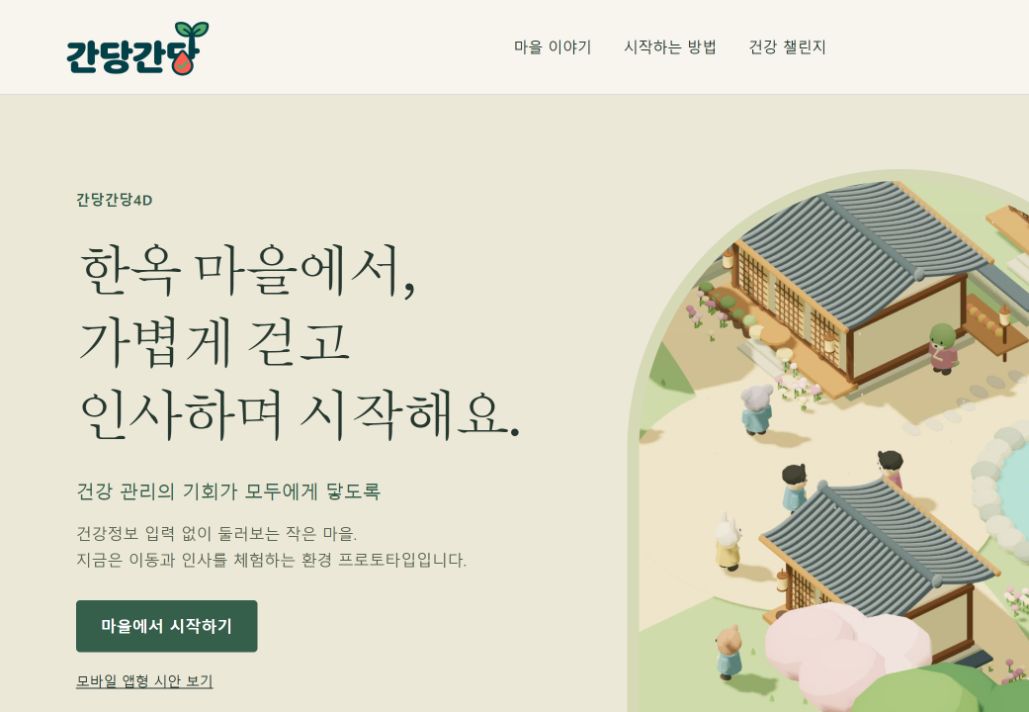 간당간당
마을 이야기 시작하는 방법 건강 챌린지
간당간당4D
한옥 마을에서,
가볍게 걷고
인사하며 시작해요.
건강 관리의 기회가 모두에게 닿도록
건강정보 입력 없이 둘러보는 작은 마을.
지금은 이동과 인사를 체험하는 환경 프로토타입입니다.
마을에서 시작하기
모바일 앱형 시안 보기